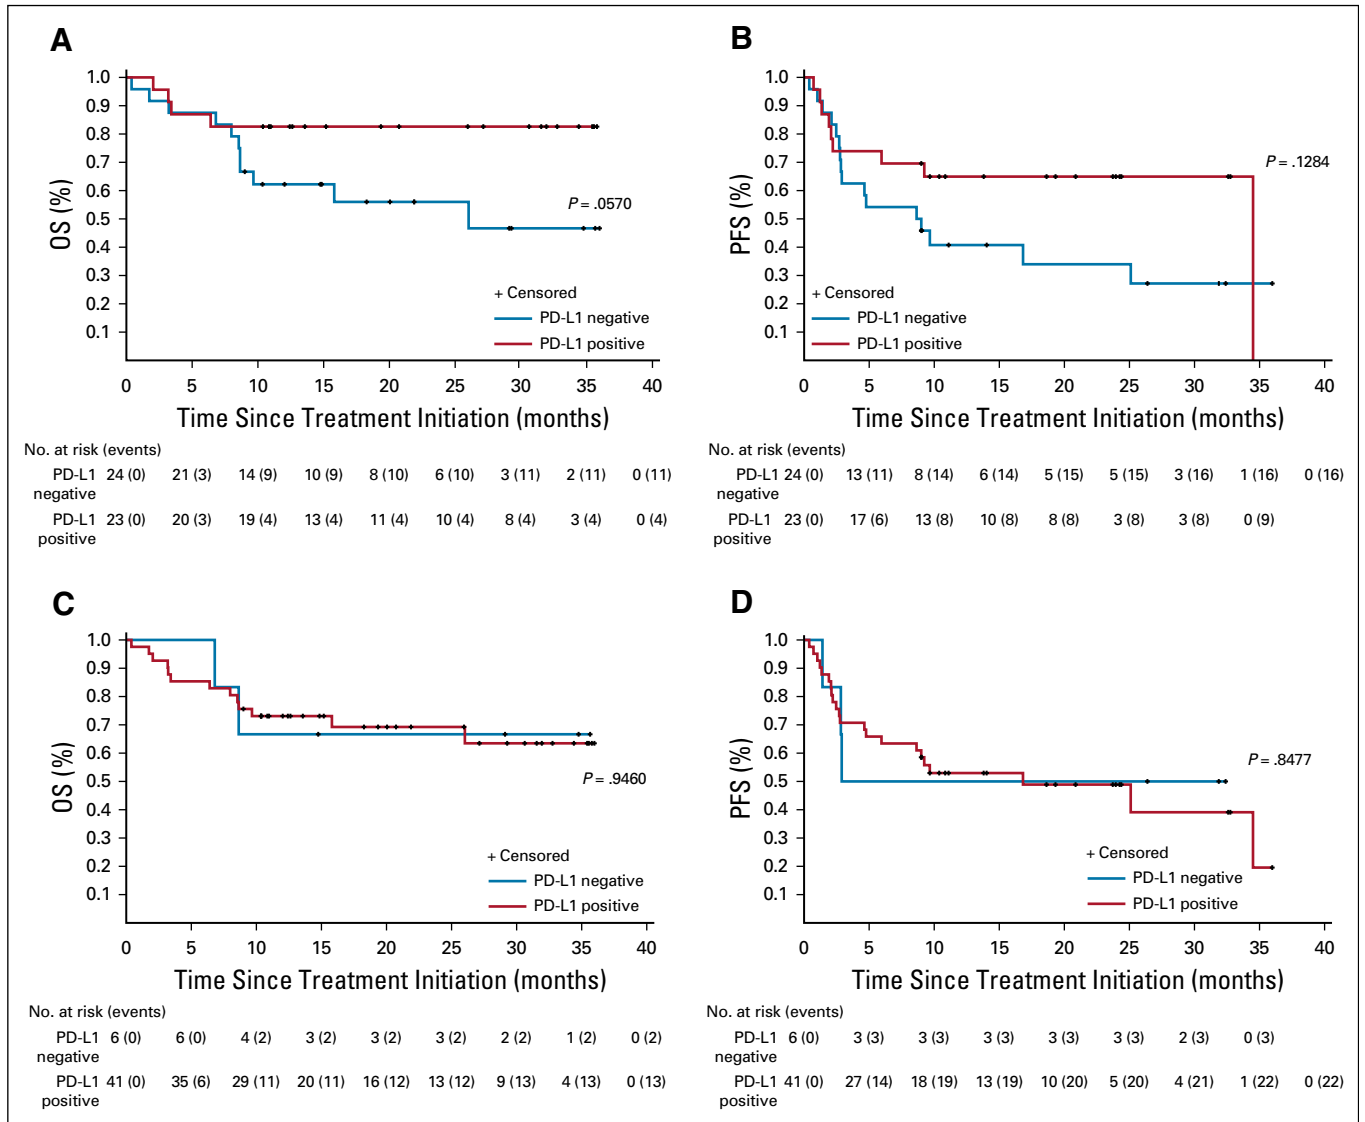 A
OS (%)
1.0
0.9
0.8
0.7
0.6
0.5
0.4
0.3
0.2
0.1
P = .0570
+ Censored
PD-L1 negative
PD-L1 positive
0 5 10 15 20 25 30 35 40
Time Since Treatment Initiation (months)
No. at risk (events)
PD-L1 24 (0) 21 (3) 14 (9) 10 (9) 8 (10) 6 (10) 3 (11) 2 (11) 0 (11)
negative
PD-L1 23 (0) 20 (3) 19 (4) 13 (4) 11 (4) 10 (4) 8 (4) 3 (4) 0 (4)
positive
B
PFS (%)
1.0
0.9
0.8
0.7
0.6
0.5
0.4
0.3
0.2
0.1
P = .1284
+ Censored
PD-L1 negative
PD-L1 positive
0 5 10 15 20 25 30 35 40
Time Since Treatment Initiation (months)
No. at risk (events)
PD-L1 24 (0) 13 (11) 8 (14) 6 (14) 5 (15) 5 (15) 3 (16) 1 (16) 0 (16)
negative
PD-L1 23 (0) 17 (6) 13 (8) 10 (8) 8 (8) 3 (8) 3 (8) 0 (9)
positive
C
OS (%)
1.0
0.9
0.8
0.7
0.6
0.5
0.4
0.3
0.2
0.1
P = .9460
+ Censored
PD-L1 negative
PD-L1 positive
0 5 10 15 20 25 30 35 40
Time Since Treatment Initiation (months)
No. at risk (events)
PD-L1 6 (0) 6 (0) 4 (2) 3 (2) 3 (2) 3 (2) 2 (2) 1 (2) 0 (2)
negative
PD-L1 41 (0) 35 (6) 29 (11) 20 (11) 16 (12) 13 (12) 9 (13) 4 (13) 0 (13)
positive
D
PFS (%)
1.0
0.9
0.8
0.7
0.6
0.5
0.4
0.3
0.2
0.1
P = .8477
+ Censored
PD-L1 negative
PD-L1 positive
0 5 10 15 20 25 30 35 40
Time Since Treatment Initiation (months)
No. at risk (events)
PD-L1 6 (0) 3 (3) 3 (3) 3 (3) 3 (3) 3 (3) 2 (3) 0 (3)
negative
PD-L1 41 (0) 27 (14) 18 (19) 13 (19) 10 (20) 5 (20) 4 (21) 1 (22) 0 (22)
positive